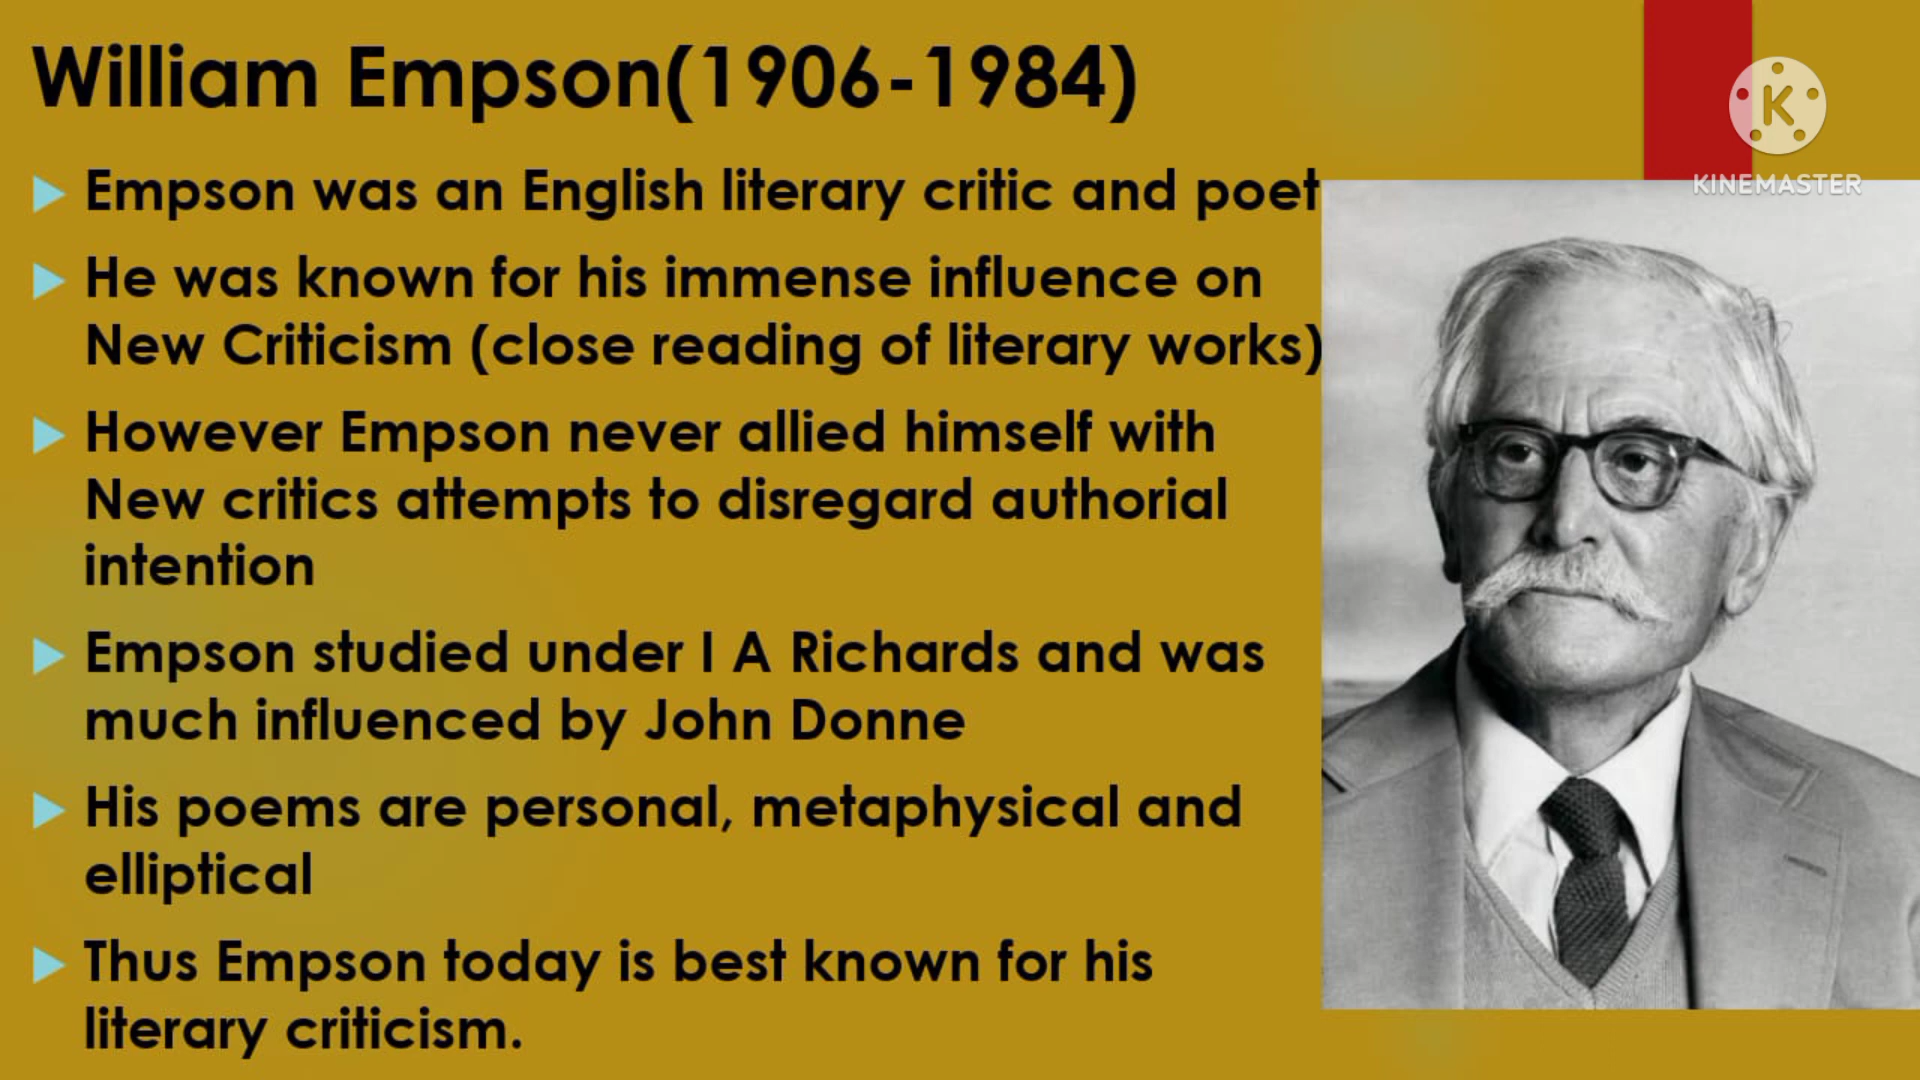 William Empson(1906-1984)
K
KINEMASTER
Empson was an English literary critic and poet
He was known for his immense influence on
New Criticism (close reading of literary works)
However Empson never allied himself with
New critics attempts to disregard authorial
intention
Empson studied under I A Richards and was
much influenced by John Donne
His poems are personal, metaphysical and
elliptical
Thus Empson today is best known for his
literary criticism.